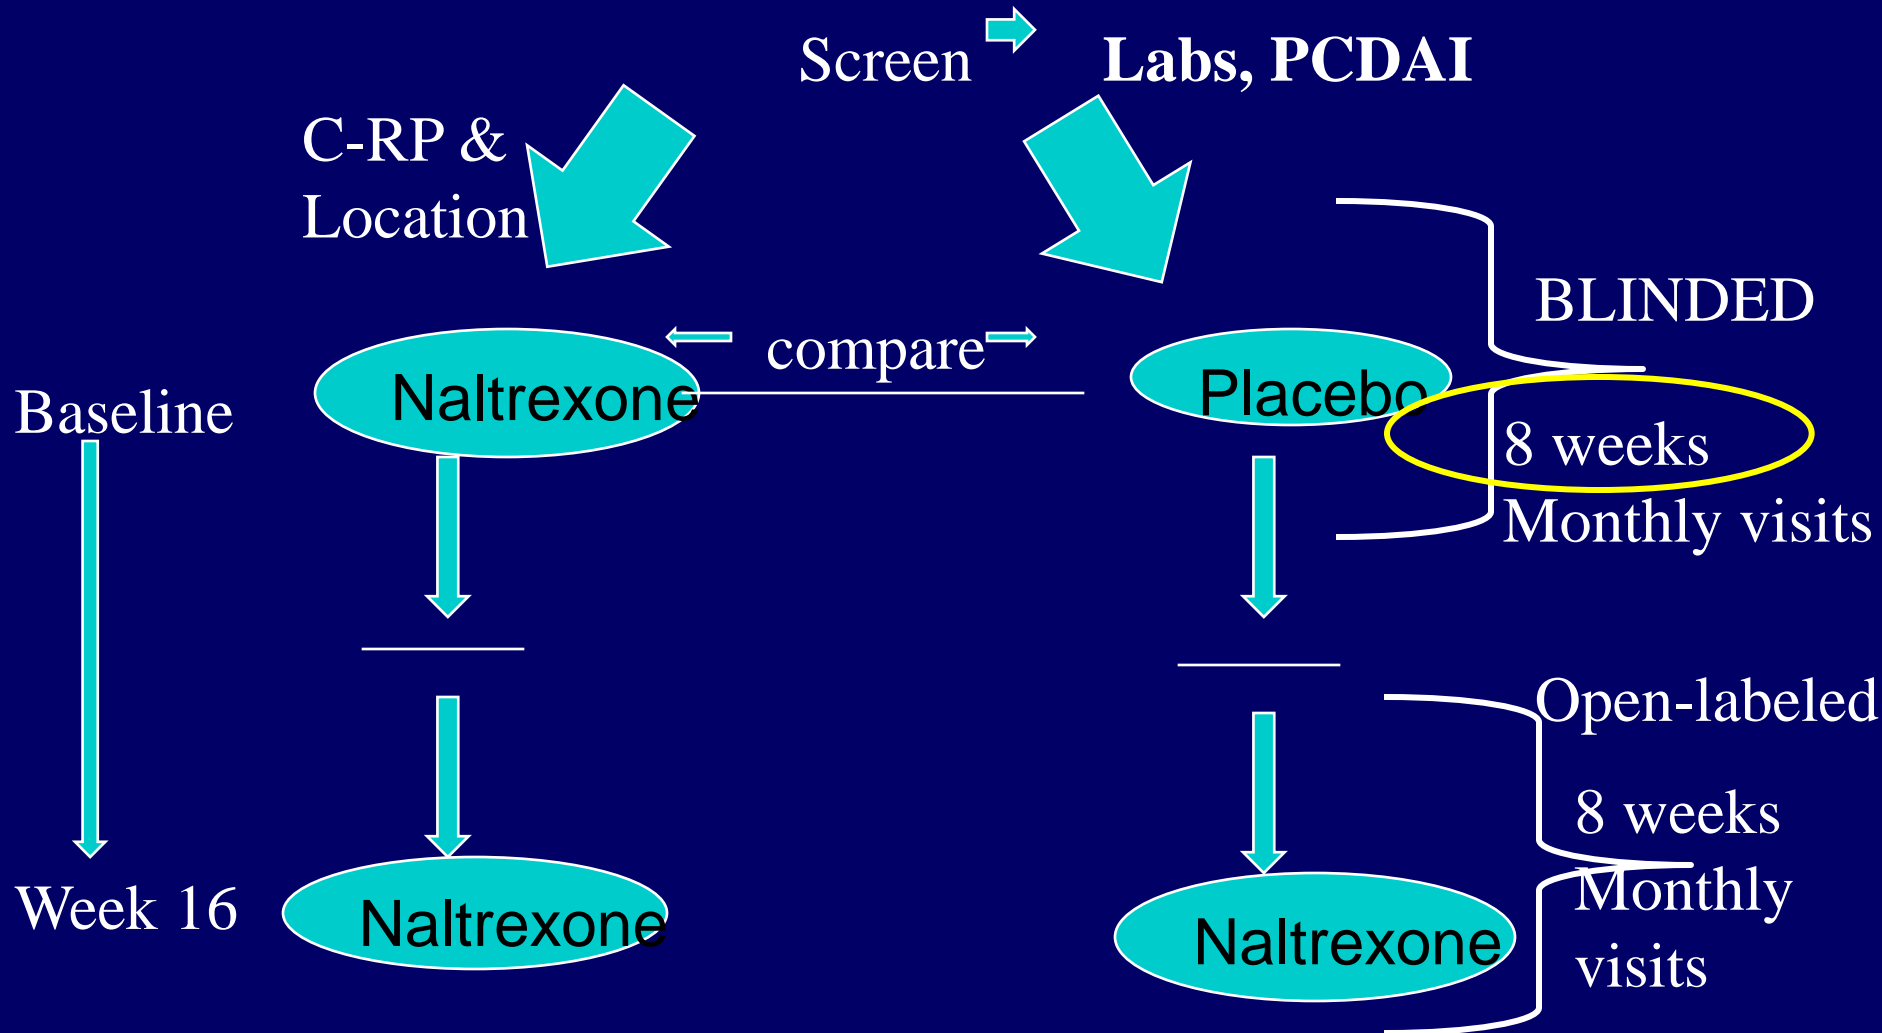 Screen
Labs, PCDAI
C-RP &
Location
BLINDED
compare
Naltrexone
Placebo
Baseline
8 weeks
Monthly visits
Open-labeled
8 weeks
Monthly
visits
Week 16
Naltrexone
Naltrexone